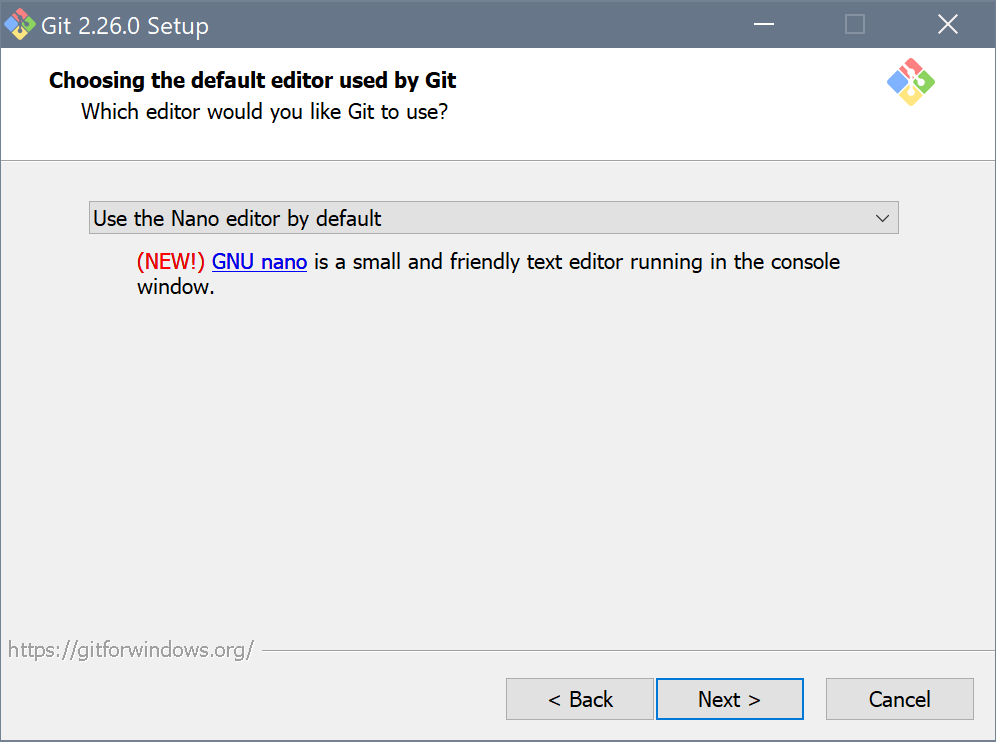 Git 2.26.0 Setup
Choosing the default editor used by Git
Which editor would you like Git to use?
Use the Nano editor by default
(NEW!) GNU nano is a small and friendly text editor running in the console
window.
https://gitforwindows.org/
< Back
Next >
Cancel